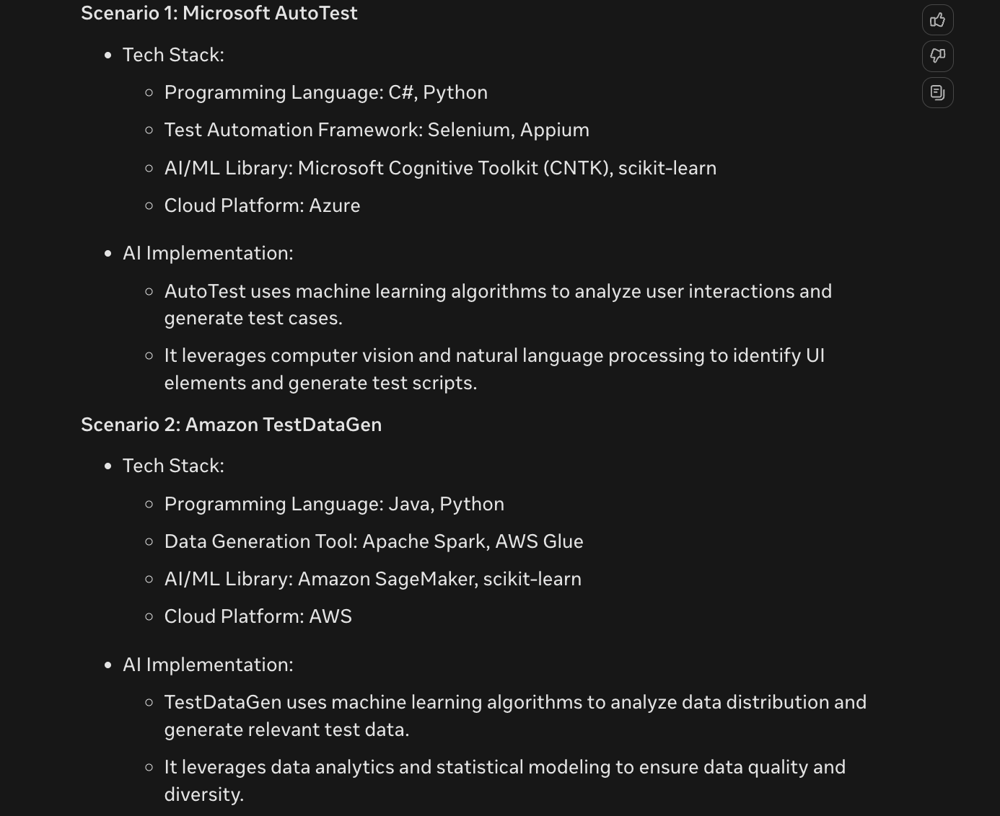 Scenario 1: Microsoft AutoTest
Tech Stack:
Programming Language: C#, Python
Test Automation Framework: Selenium, Appium
AI/ML Library: Microsoft Cognitive Toolkit (CNTK), scikit-learn
Cloud Platform: Azure
AI Implementation:
AutoTest uses machine learning algorithms to analyze user interactions and
generate test cases.
It leverages computer vision and natural language processing to identify UI
elements and generate test scripts.
Scenario 2: Amazon TestDataGen
Tech Stack:
Programming Language: Java, Python
Data Generation Tool: Apache Spark, AWS Glue
AI/ML Library: Amazon SageMaker, scikit-learn
Cloud Platform: AWS
AI Implementation:
TestDataGen uses machine learning algorithms to analyze data distribution and
generate relevant test data.
It leverages data analytics and statistical modeling to ensure data quality and
diversity.